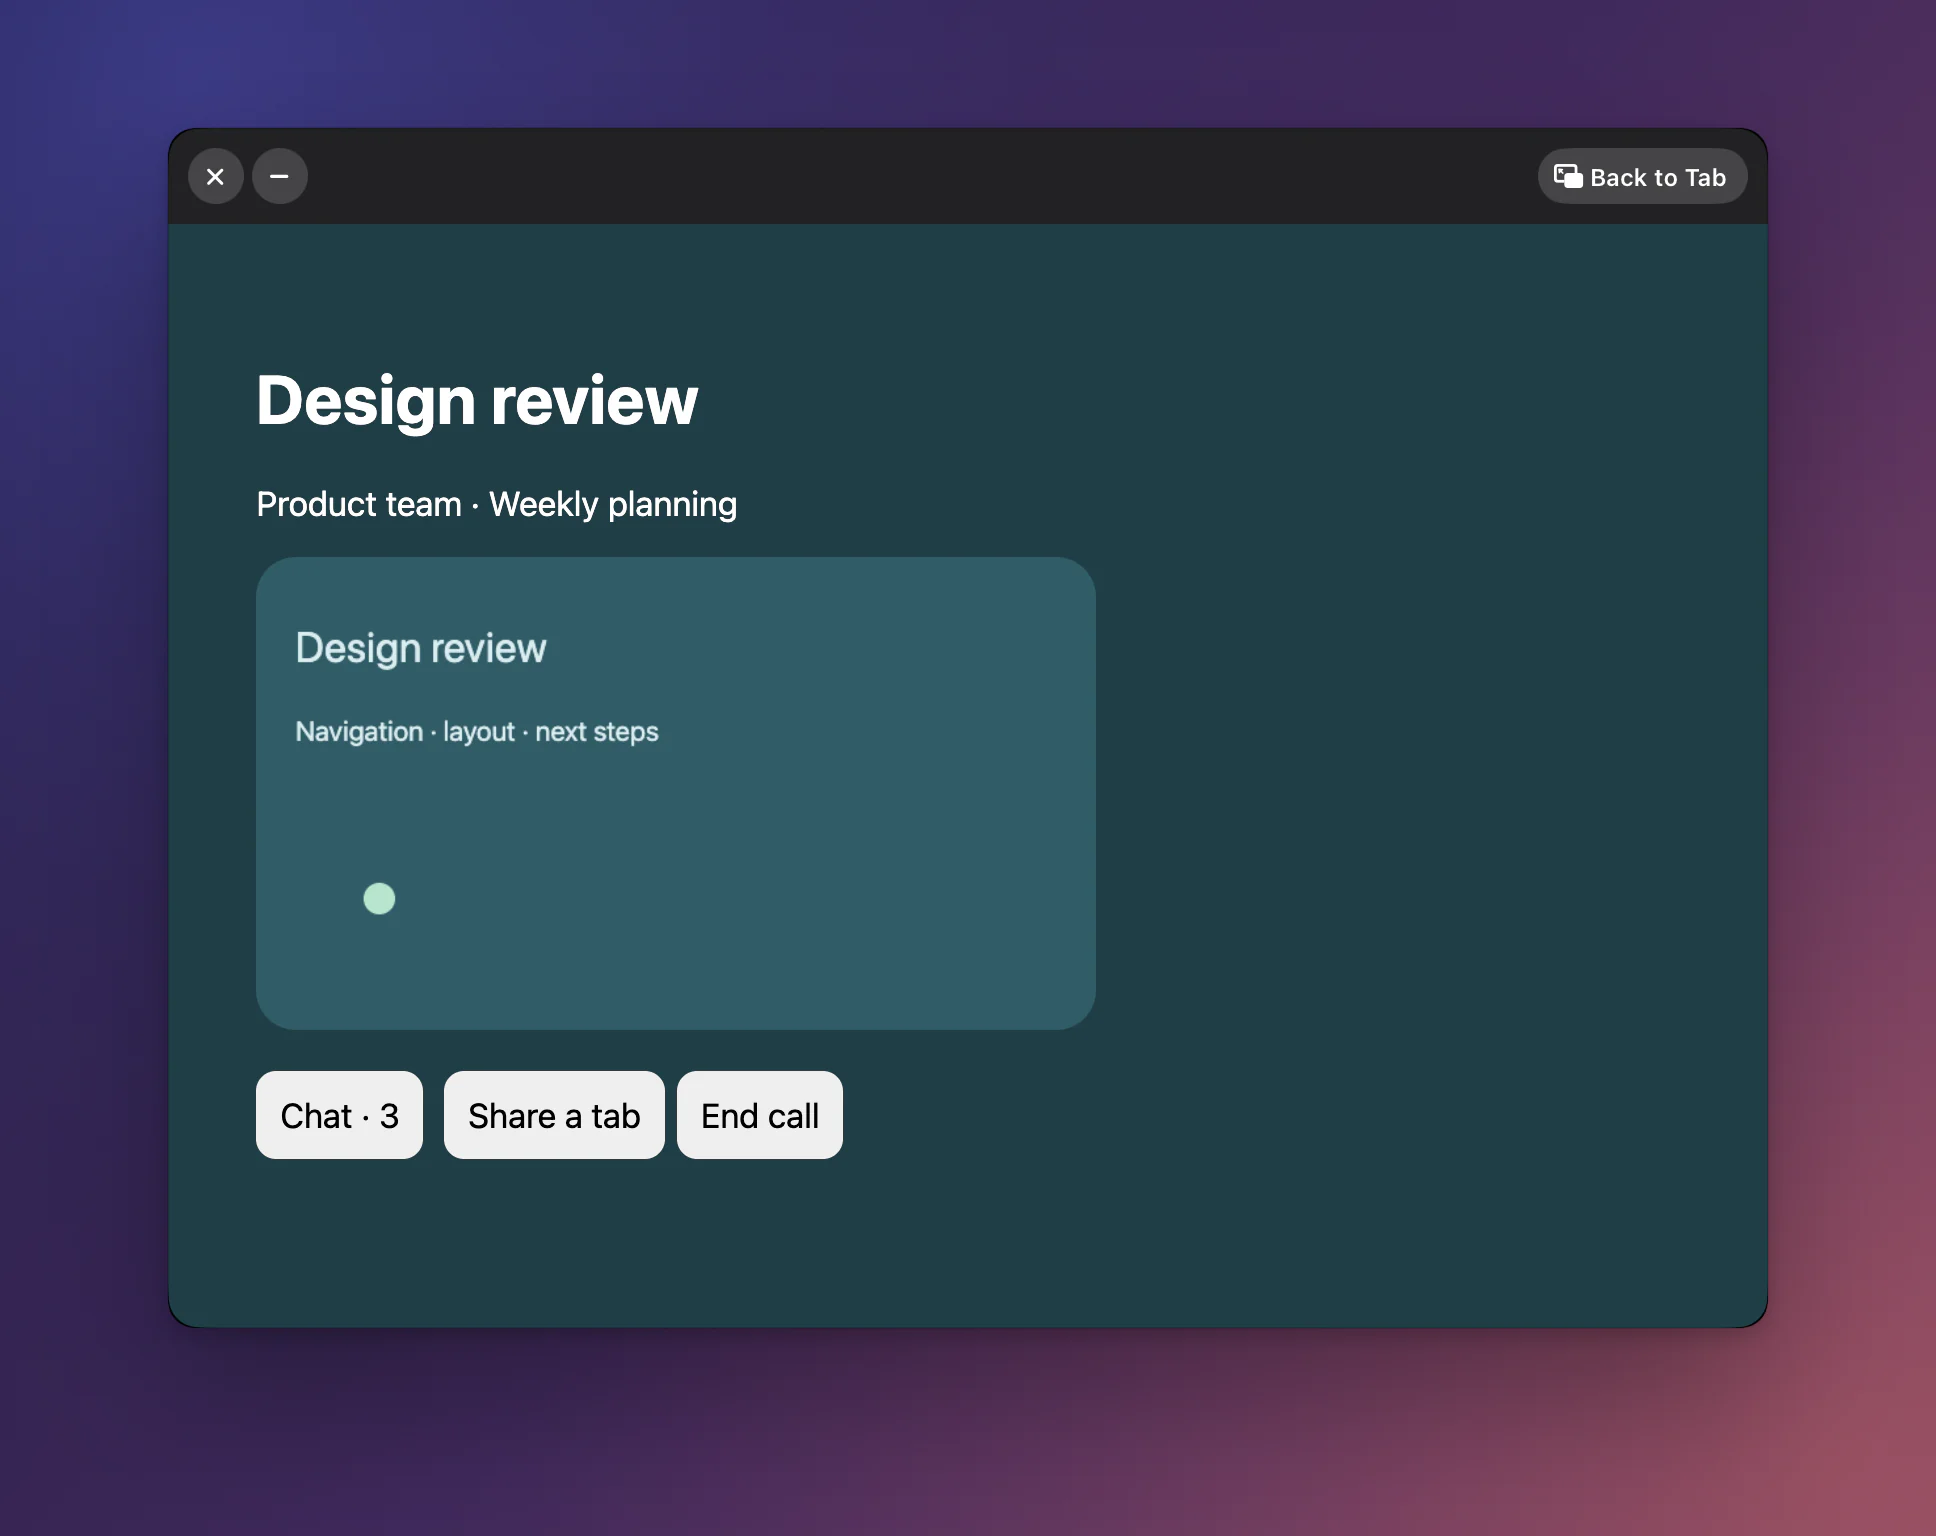 Back to Tab
Design review
Product team · Weekly planning
Design review
Navigation · layout · next steps
Chat · 3
Share a tab
End call